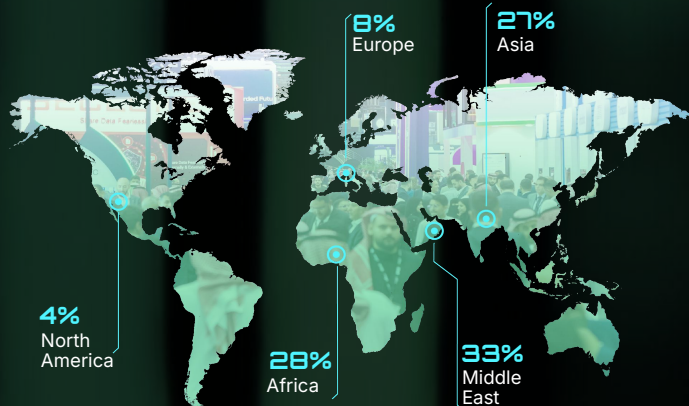 8%
Europe
27%
Asia
4%
North
America
28%
Africa
33%
Middle
East